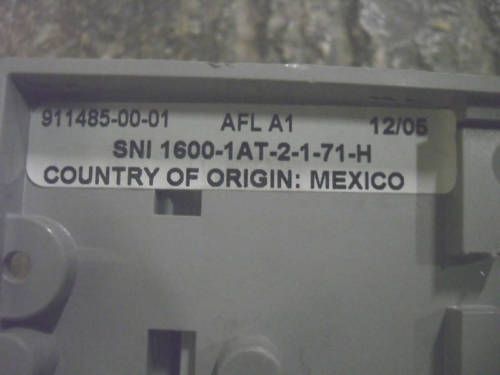 911485-00-01 AFL A1 12/05
SNI 1600-1AT-2-1-71-H
COUNTRY OF ORIGIN: MEXICO